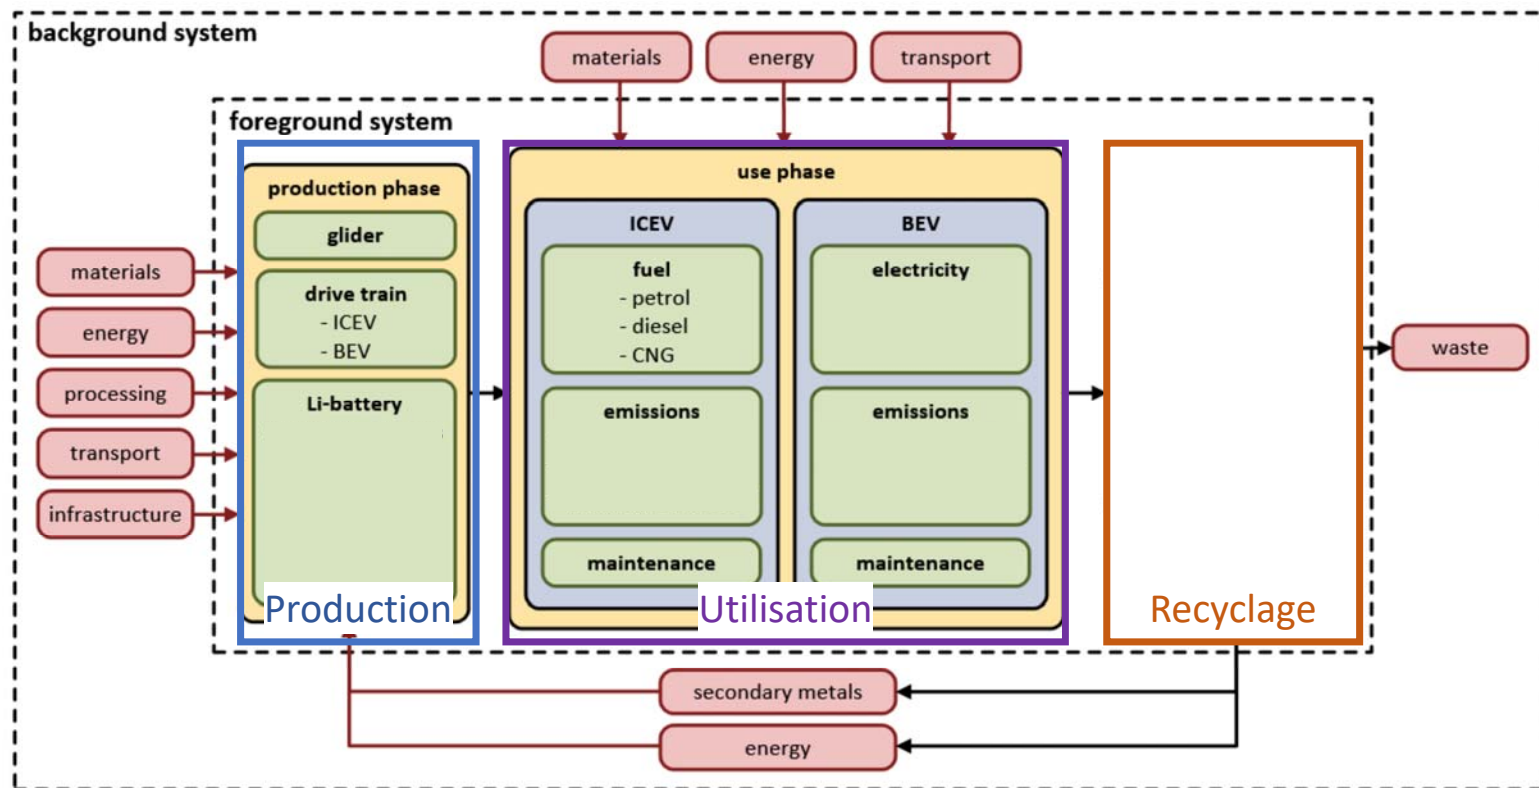 background system
materials
energy
transport
foreground system
production phase
glider
drive train
- ICEV
- BEV
Li-battery
Production
materials
energy
processing
transport
infrastructure
use phase
ICEV
fuel
- petrol
- diesel
- CNG
emissions
maintenance
BEV
electricity
emissions
maintenance
Utilisation
Recyclage
waste
secondary metals
energy